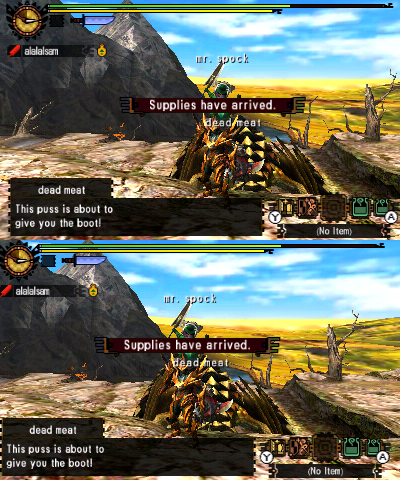 alalalsam
mr. spock
Supplies have arrived.
dead meat
dead meat
This puss is about to
give you the boot!
Y
A
(No Item)
alalalsam
mr. spock
Supplies have arrived.
dead meat
dead meat
This puss is about to
give you the boot!
Y
A
(No Item)